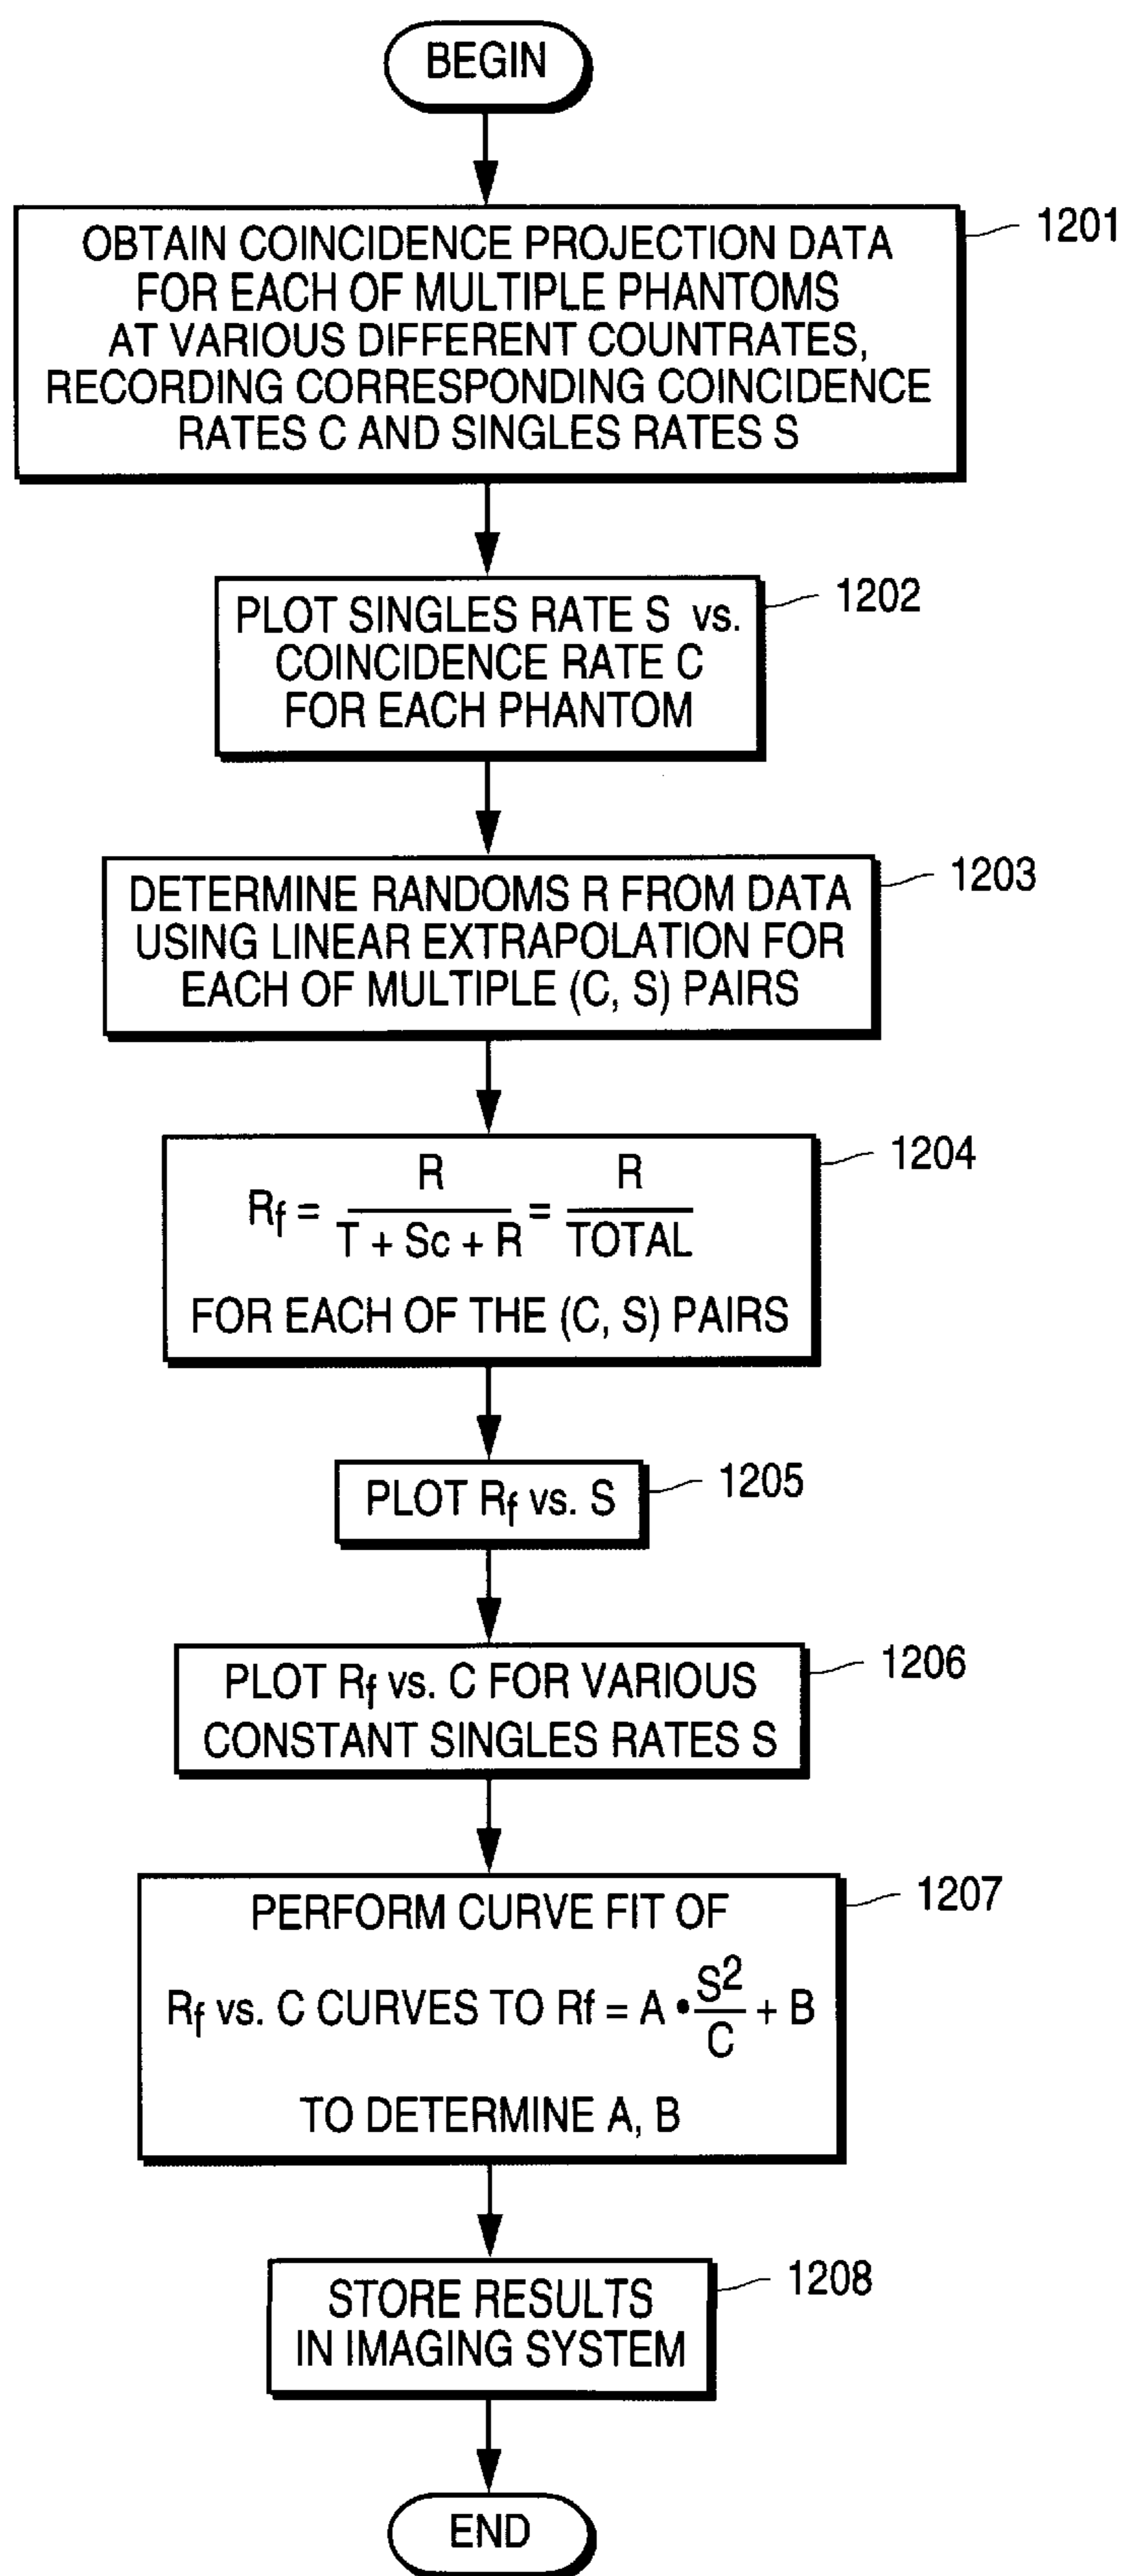 BEGIN
OBTAIN COINCIDENCE PROJECTION DATA
FOR EACH OF MULTIPLE PHANTOMS
AT VARIOUS DIFFERENT COUNTRATES,
RECORDING CORRESPONDING COINCIDENCE
RATES C AND SINGLES RATES S
1201
PLOT SINGLES RATE S vs.
COINCIDENCE RATE C
FOR EACH PHANTOM
1202
DETERMINE RANDOMS R FROM DATA
USING LINEAR EXTRAPOLATION FOR
EACH OF MULTIPLE (C, S) PAIRS
1203
Rf = R / (T + Sc + R) = R / TOTAL
FOR EACH OF THE (C, S) PAIRS
1204
PLOT Rf vs. S
1205
PLOT Rf vs. C FOR VARIOUS
CONSTANT SINGLES RATES S
1206
PERFORM CURVE FIT OF
Rf vs. C CURVES TO Rf = A • S² / C + B
TO DETERMINE A, B
1207
STORE RESULTS
IN IMAGING SYSTEM
1208
END